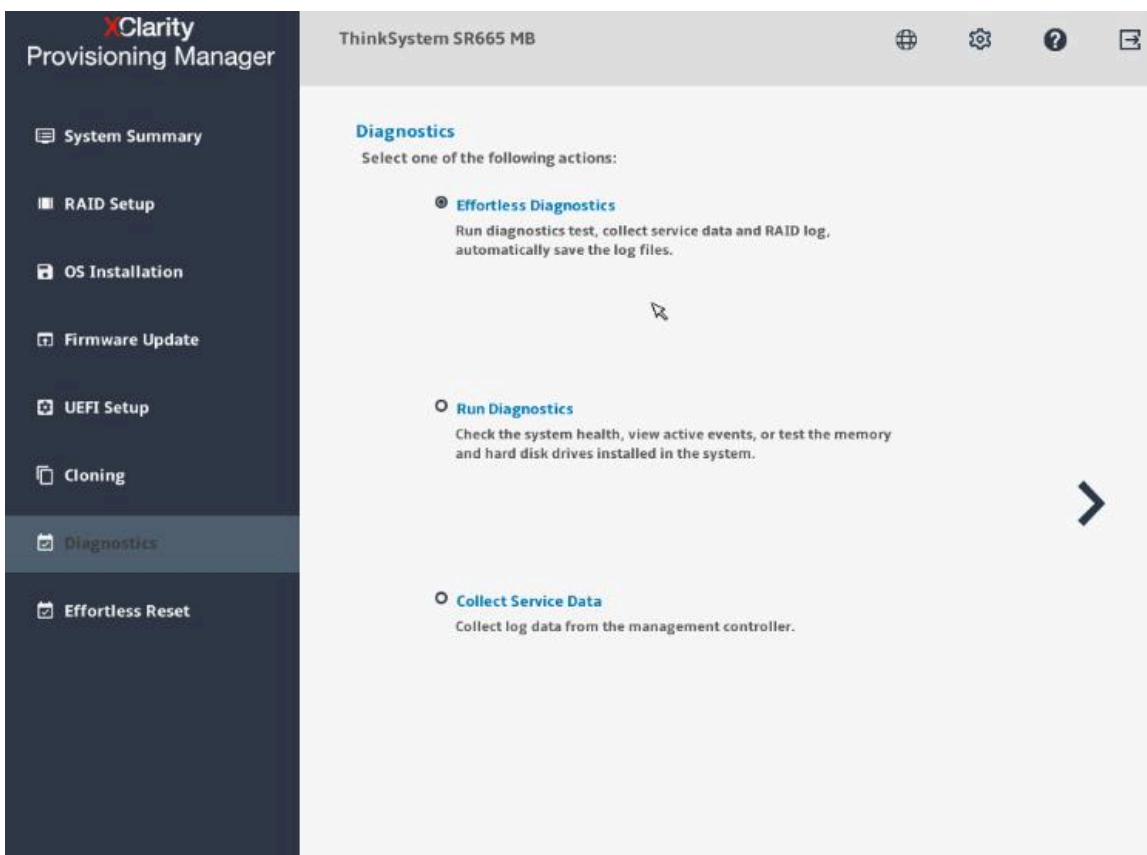 XClarity
Provisioning Manager
ThinkSystem SR665 MB
System Summary
RAID Setup
OS Installation
Firmware Update
UEFI Setup
Cloning
Diagnostics
Effortless Reset
Diagnostics
Select one of the following actions:
Effortless Diagnostics
Run diagnostics test, collect service data and RAID log,
automatically save the log files.
Run Diagnostics
Check the system health, view active events, or test the memory
and hard disk drives installed in the system.
Collect Service Data
Collect log data from the management controller.